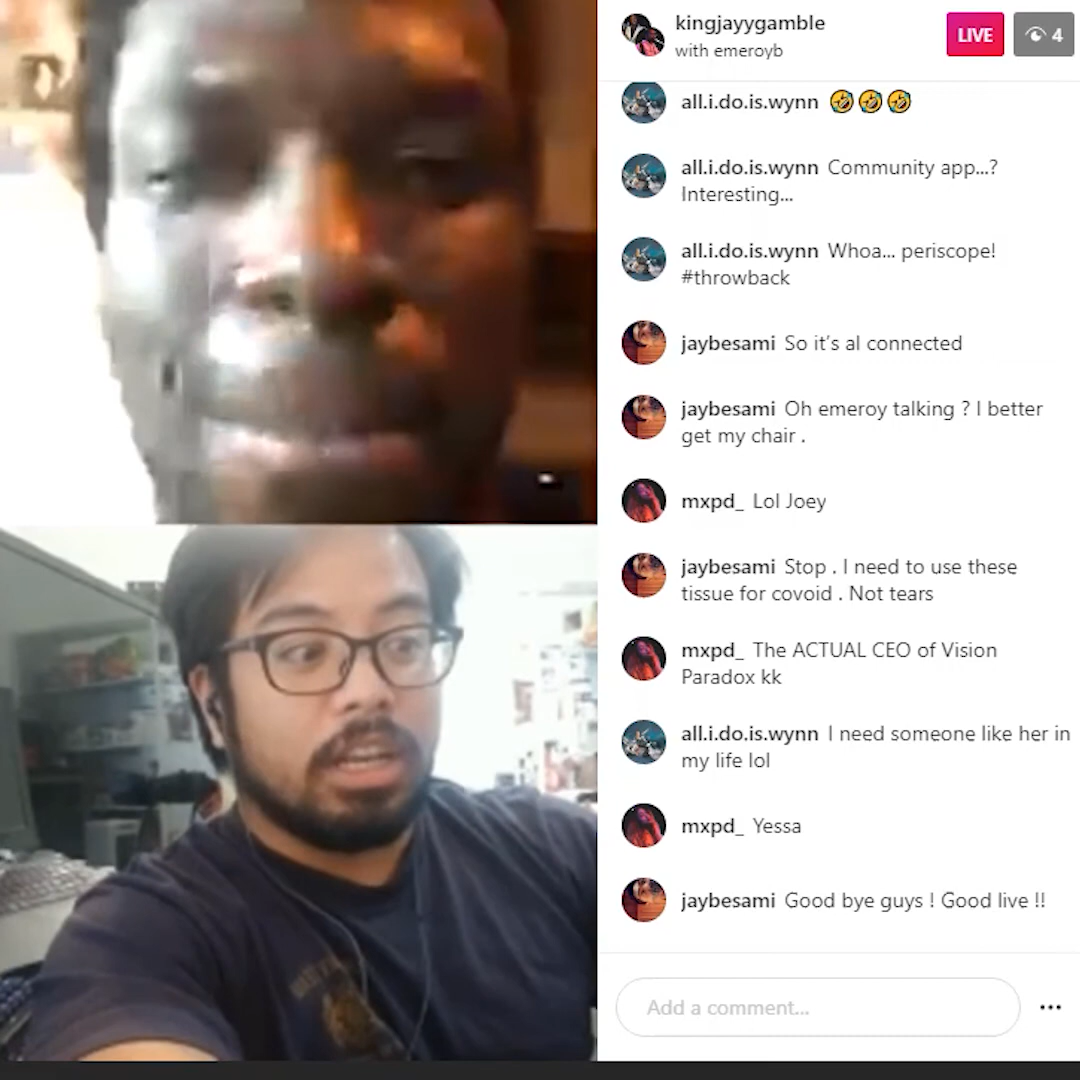 kingjayygamble
with emeroyb
LIVE
4
all.i.do.is.wynn 🤣🤣🤣
all.i.do.is.wynn Community app...?
Interesting...
all.i.do.is.wynn Whoa... periscope!
#throwback
jaybesami So it's al connected
jaybesami Oh emeroy talking ? I better
get my chair .
mxpd_ Lol Joey
jaybesami Stop . I need to use these
tissue for covoid . Not tears
mxpd_ The ACTUAL CEO of Vision
Paradox kk
all.i.do.is.wynn I need someone like her in
my life lol
mxpd_ Yessa
jaybesami Good bye guys ! Good live !!
Add a comment...